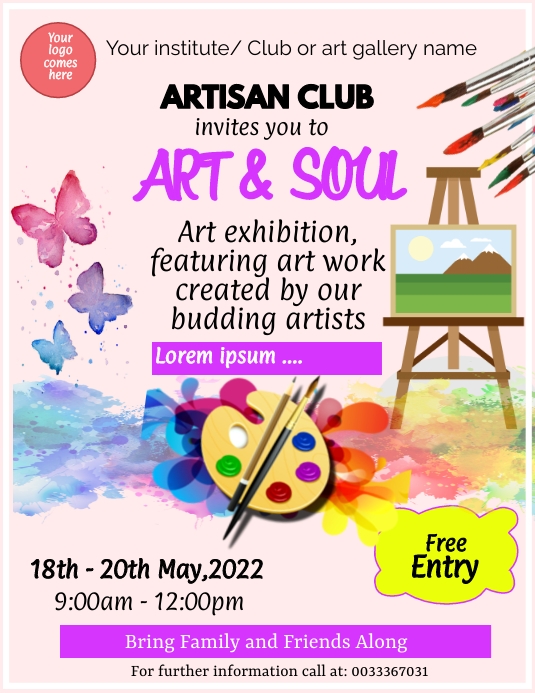 Your
logo
comes
here
Your institute/ Club or art gallery name
ARTISAN CLUB
invites you to
ART & SOUL
Art exhibition,
featuring art work
created by our
budding artists
Lorem ipsum ....
Free
Entry
18th - 20th May,2022
9:00am - 12:00pm
Bring Family and Friends Along
For further information call at: 0033367031